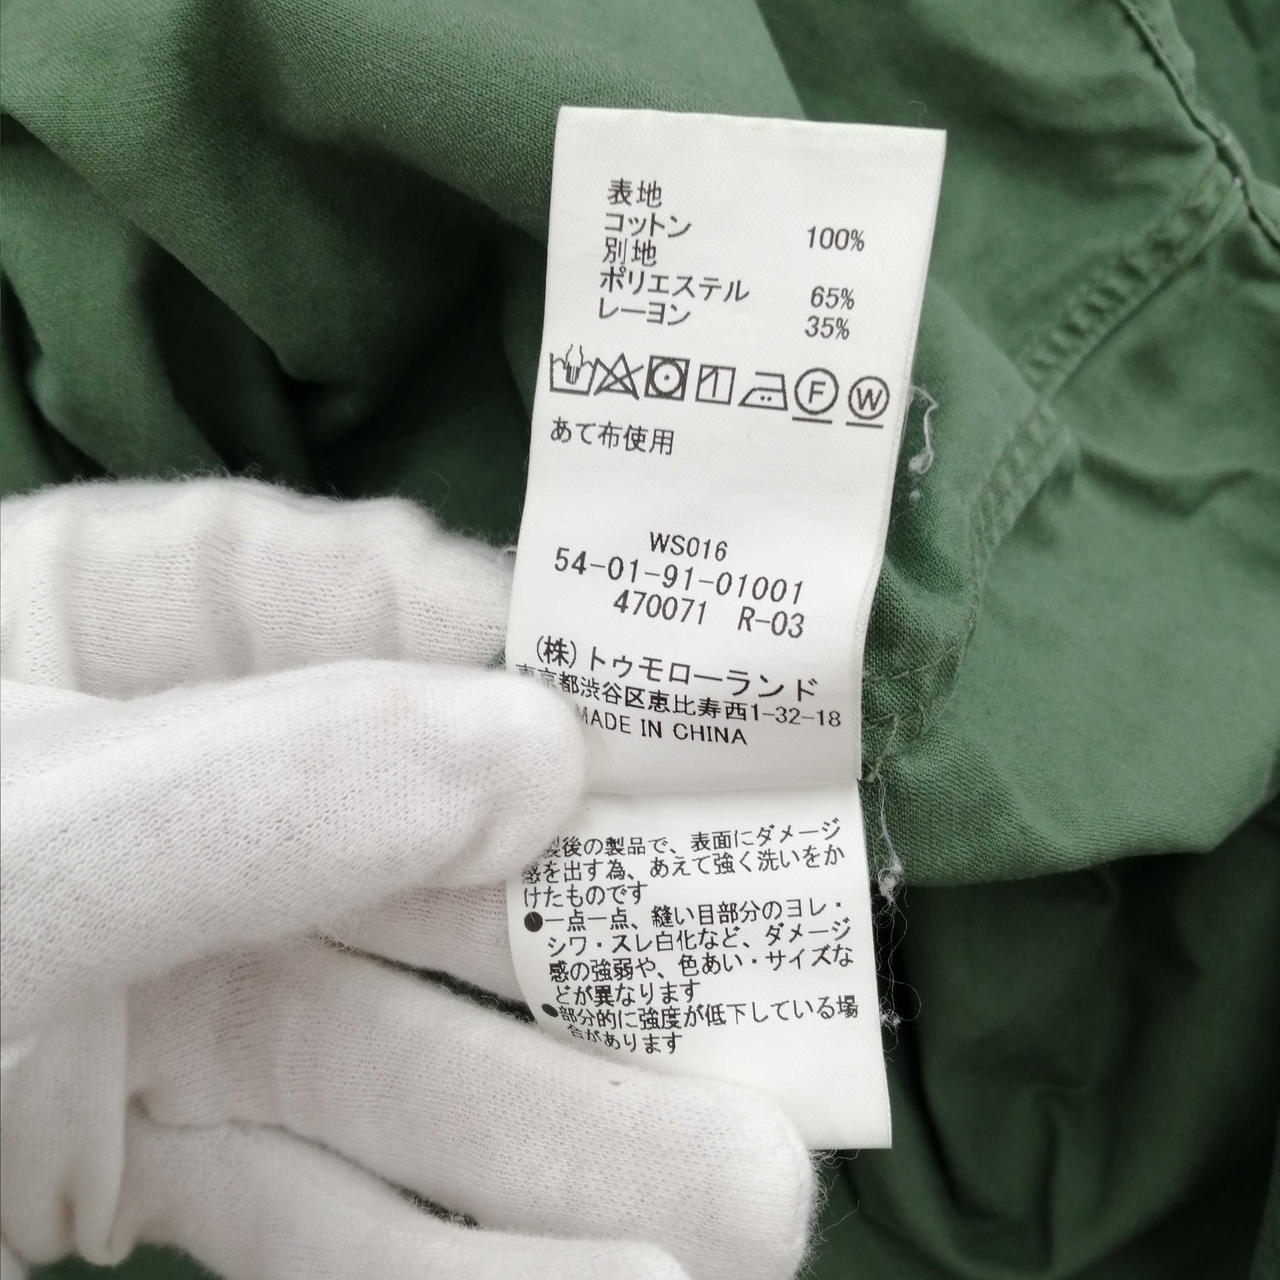 表地
コットン 100%
別地
ポリエステル 65%
レーヨン 35%
F W
あて布使用
WS016
54-01-91-01001
470071 R-03
(株)トゥモローランド
東京都渋谷区恵比寿西1-32-18
MADE IN CHINA
製後の製品で、表面にダメージ
感を出す為、あえて強く洗いをか
けたものです
●一点一点、縫い目部分のヨレ・
シワ・スレ白化など、ダメージ
感の強弱や、色あい・サイズな
どが異なります
●部分的に強度が低下している場
合があります